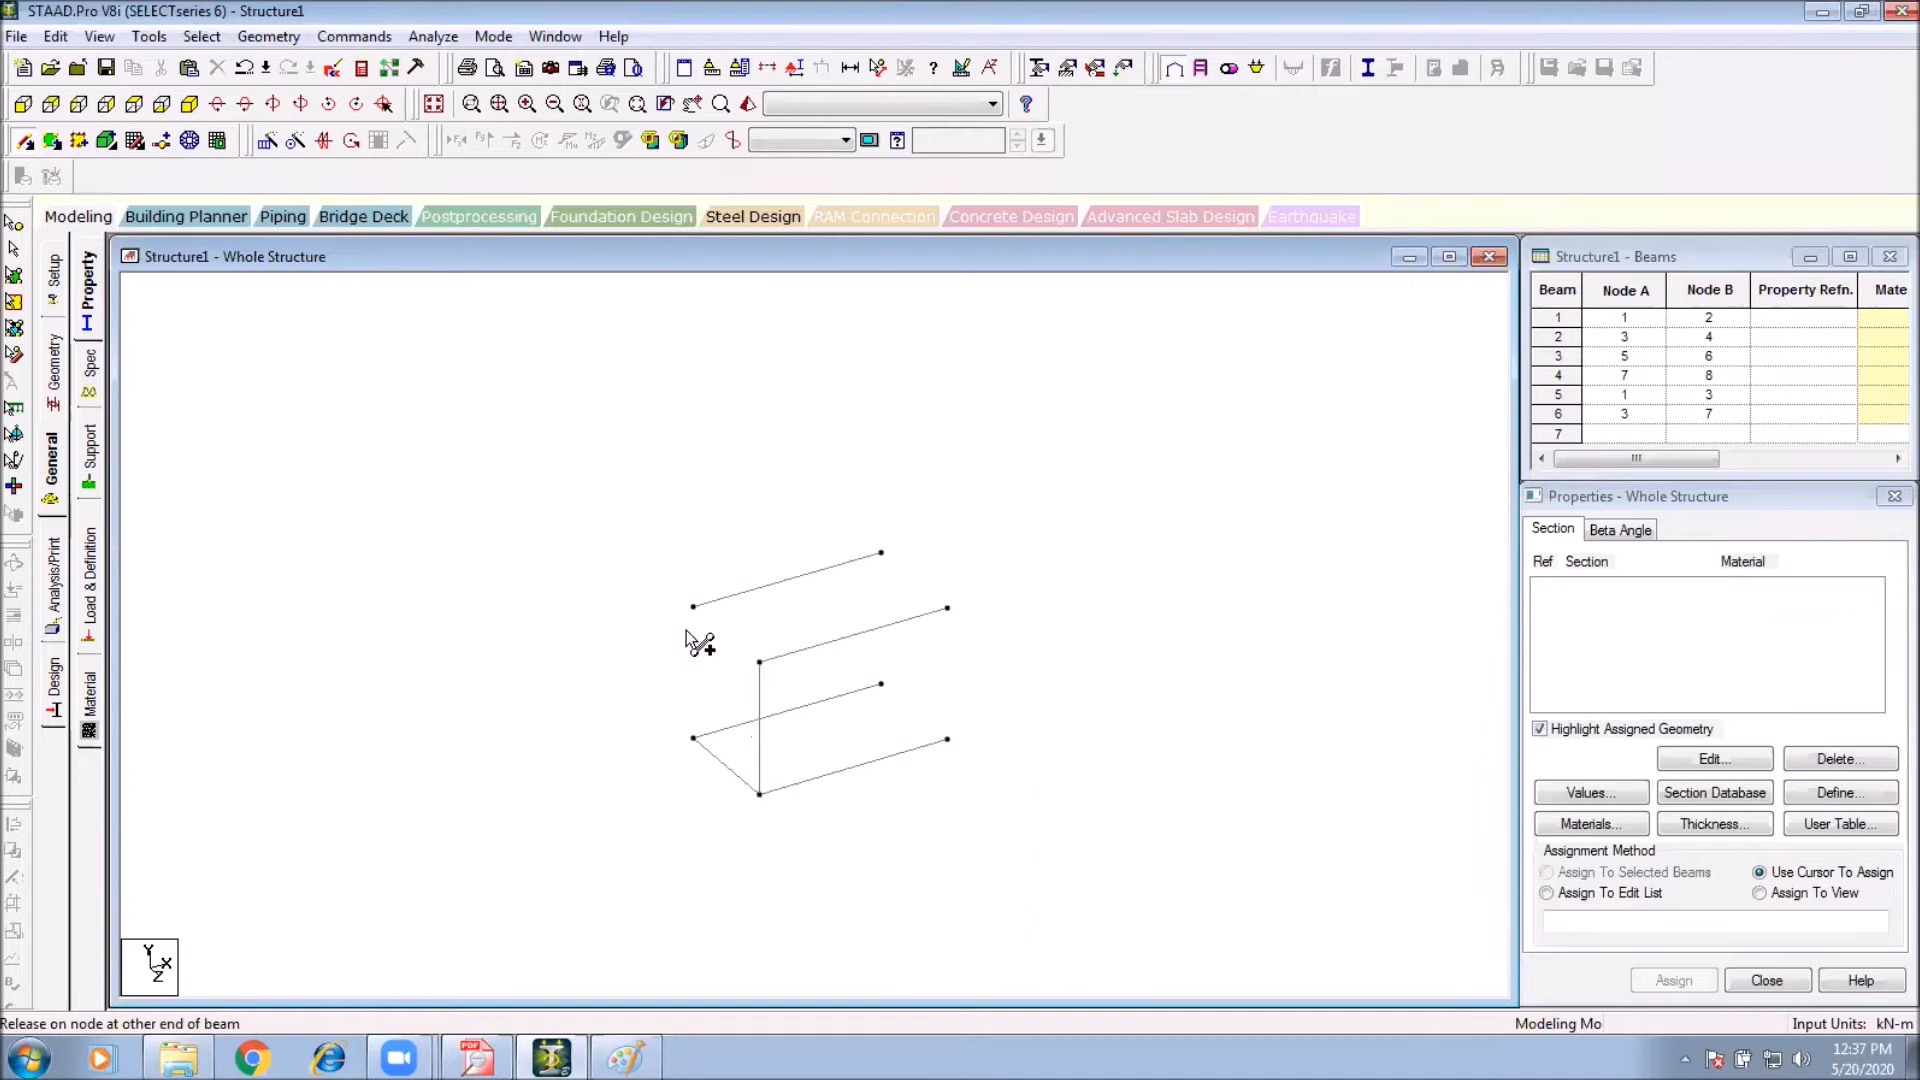 STAAD.Pro V8i (SELECTseries 6) - Structure1
File Edit View Tools Select Geometry Commands Analyze Mode Window Help
Modeling Building Planner Piping Bridge Deck Postprocessing Foundation Design Steel Design RAM Connection Concrete Design Advanced Slab Design Earthquake
Setup
Geometry
General
Analysis/Print
Design
Property
Spec
Support
Load & Definition
Material
Structure1 - Whole Structure
Y
X
Z
Structure1 - Beams
Beam Node A Node B Property Refn. Mate
1 1 2
2 3 4
3 5 6
4 7 8
5 1 3
6 3 7
7
Properties - Whole Structure
Section Beta Angle
Ref Section Material
Highlight Assigned Geometry
Edit... Delete...
Values... Section Database Define...
Materials... Thickness... User Table...
Assignment Method
Assign To Selected Beams Use Cursor To Assign
Assign To Edit List Assign To View
Assign Close Help
Release on node at other end of beam Modeling Mo Input Units: kN-m
12:37 PM
5/20/2020